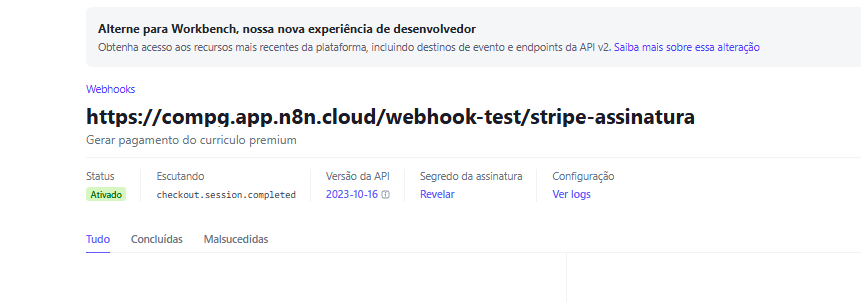 Alterne para Workbench, nossa nova experiência de desenvolvedor
Obtenha acesso aos recursos mais recentes da plataforma, incluindo destinos de evento e endpoints da API v2. Saiba mais sobre essa alteração
Webhooks
https://compg.app.n8n.cloud/webhook-test/stripe-assinatura
Gerar pagamento do curriculo premium
Status Escutando Versão da API Segredo da assinatura Configuração
Ativado checkout.session.completed 2023-10-16 Revelar Ver logs
Tudo Concluídas Malsucedidas